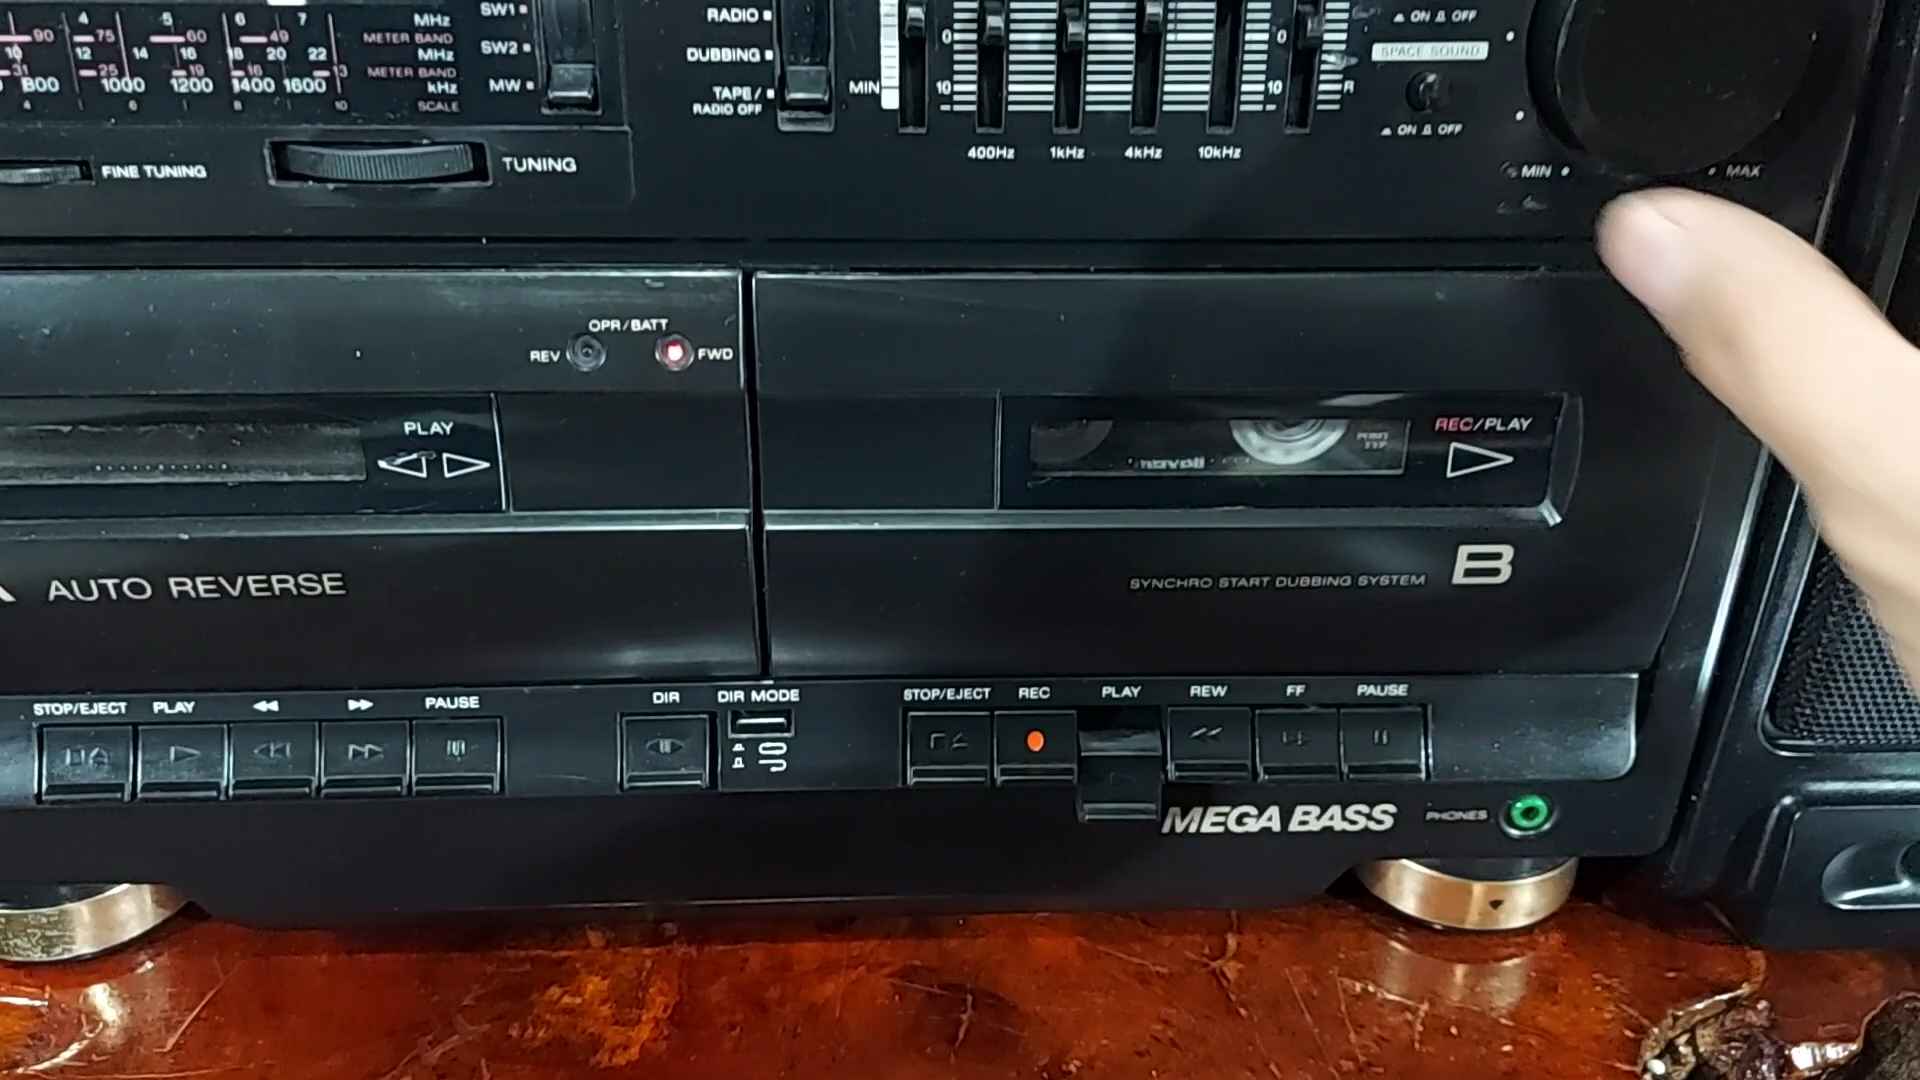 90 4 75 5 60 6 49 7 MHz
METER BAND
10 12 14 16 18 20 22 MHz
31 25 19 16 13 METER BAND
800 1000 1200 1400 1600 kHz
4 6 8 10 SCALE
SW1
SW2
MW
FINE TUNING
TUNING
RADIO
DUBBING
TAPE/
RADIO OFF
MIN
0 0
10 10 R
400Hz 1kHz 4kHz 10kHz
ON OFF
SPACE SOUND
ON OFF
MIN MAX
OPR/BATT
REV FWD
PLAY
REC/PLAY
maxell
AUTO REVERSE
SYNCHRO START DUBBING SYSTEM B
STOP/EJECT PLAY PAUSE
DIR DIR MODE
STOP/EJECT REC PLAY REW FF PAUSE
MEGA BASS PHONES